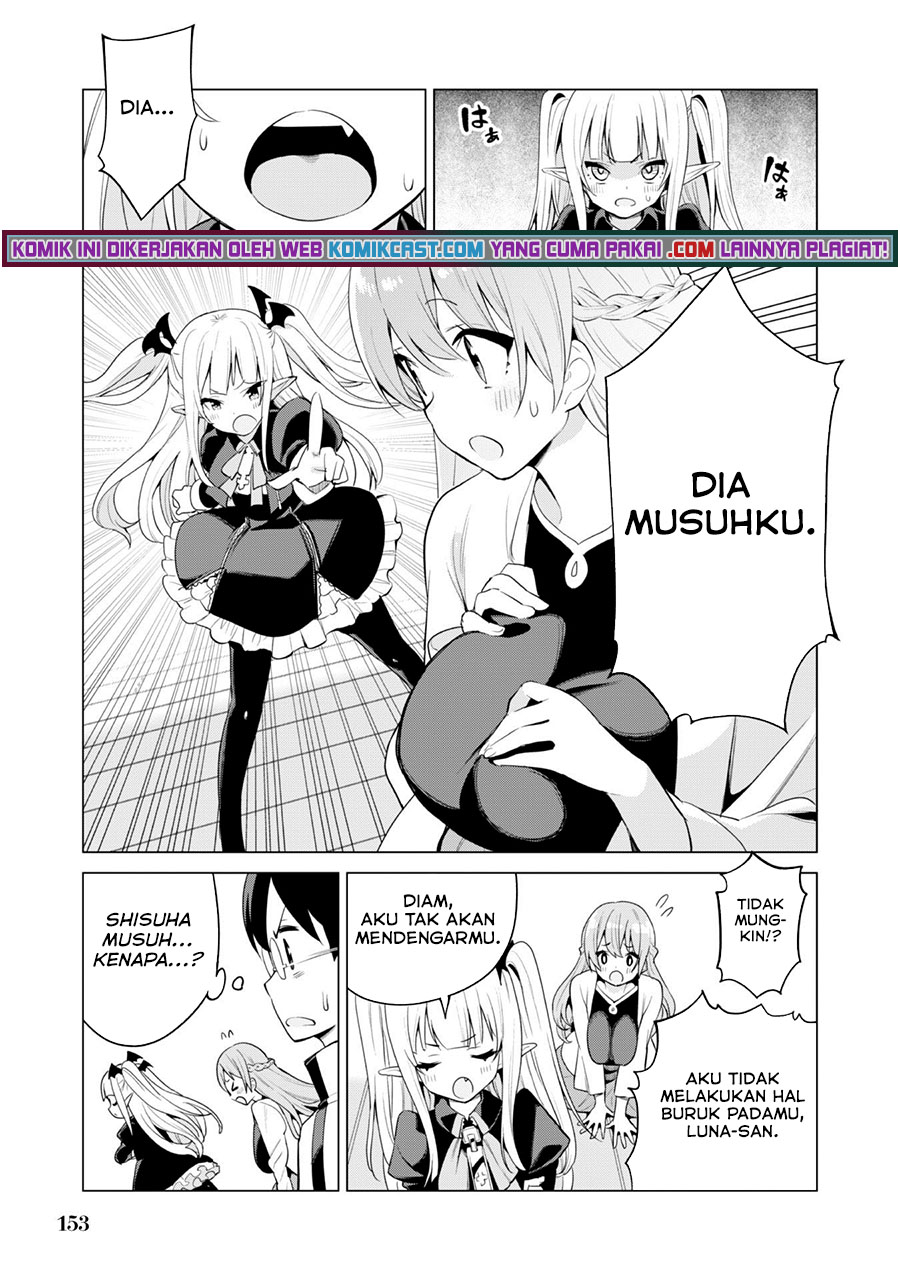 はぁ
はぁ
DIA...
KOMIK INI DIKERJAKAN OLEH WEB KOMIKCAST.COM YANG CUMA PAKAI .COM LAINNYA PLAGIAT!
DIA
MUSUHKU.
TIDAK
MUNG-
KIN!?
AKU TIDAK
MELAKUKAN HAL
BURUK PADAMU,
LUNA-SAN.
DIAM,
AKU TAK AKAN
MENDENGARMU.
SHISUHA
MUSUH...
KENAPA...?
153